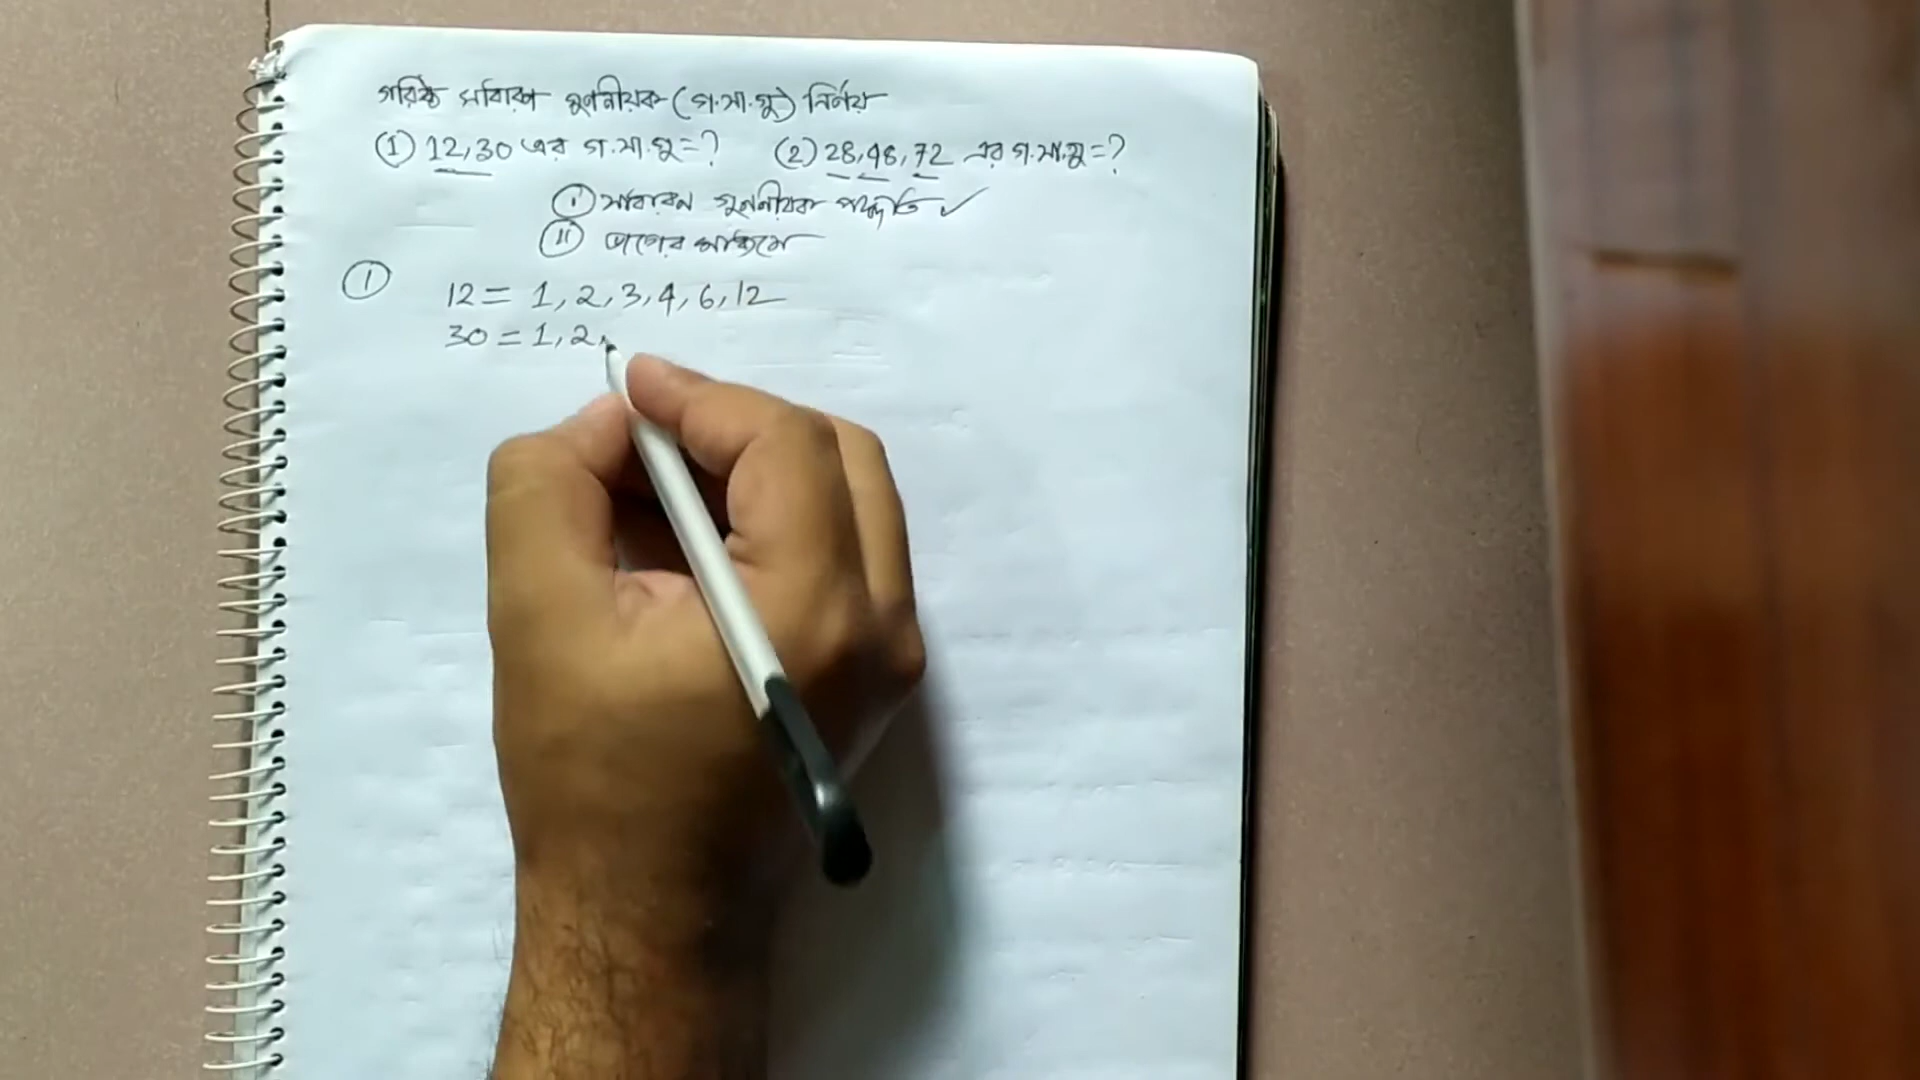 গরিষ্ঠ সাধারণ গুণনীয়ক (গ.সা.গু) নির্ণয়
(1) 12,30 এর গ.সা.গু=? (2) 28,48,72 এর গ.সা.গু=?
(i) সাধারন গুণনীয়ক পদ্ধতি ✓
(ii) ভাগের মাধ্যমে
(1) 12 = 1, 2, 3, 4, 6, 12
30 = 1, 2,